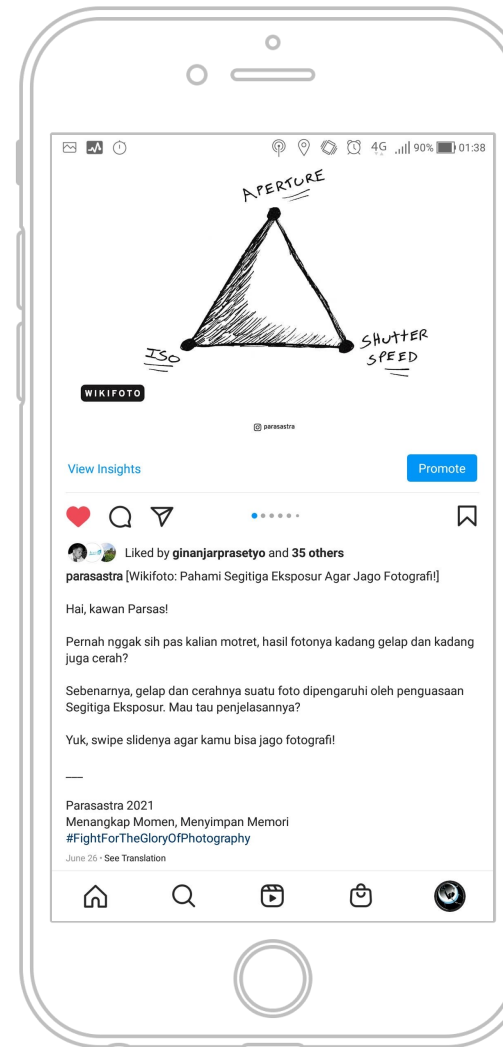 4G 90% 01:38
APERTURE
ISO
SHUTTER
SPEED
WIKIFOTO
parasastra
View Insights
Promote
Liked by ginanjarprasetyo and 35 others
parasastra [Wikifoto: Pahami Segitiga Eksposur Agar Jago Fotografi!]
Hai, kawan Parsas!
Pernah nggak sih pas kalian motret, hasil fotonya kadang gelap dan kadang
juga cerah?
Sebenarnya, gelap dan cerahnya suatu foto dipengaruhi oleh penguasaan
Segitiga Eksposur. Mau tau penjelasannya?
Yuk, swipe slidenya agar kamu bisa jago fotografi!
___
Parasastra 2021
Menangkap Momen, Menyimpan Memori
#FightForTheGloryOfPhotography
June 26 • See Translation